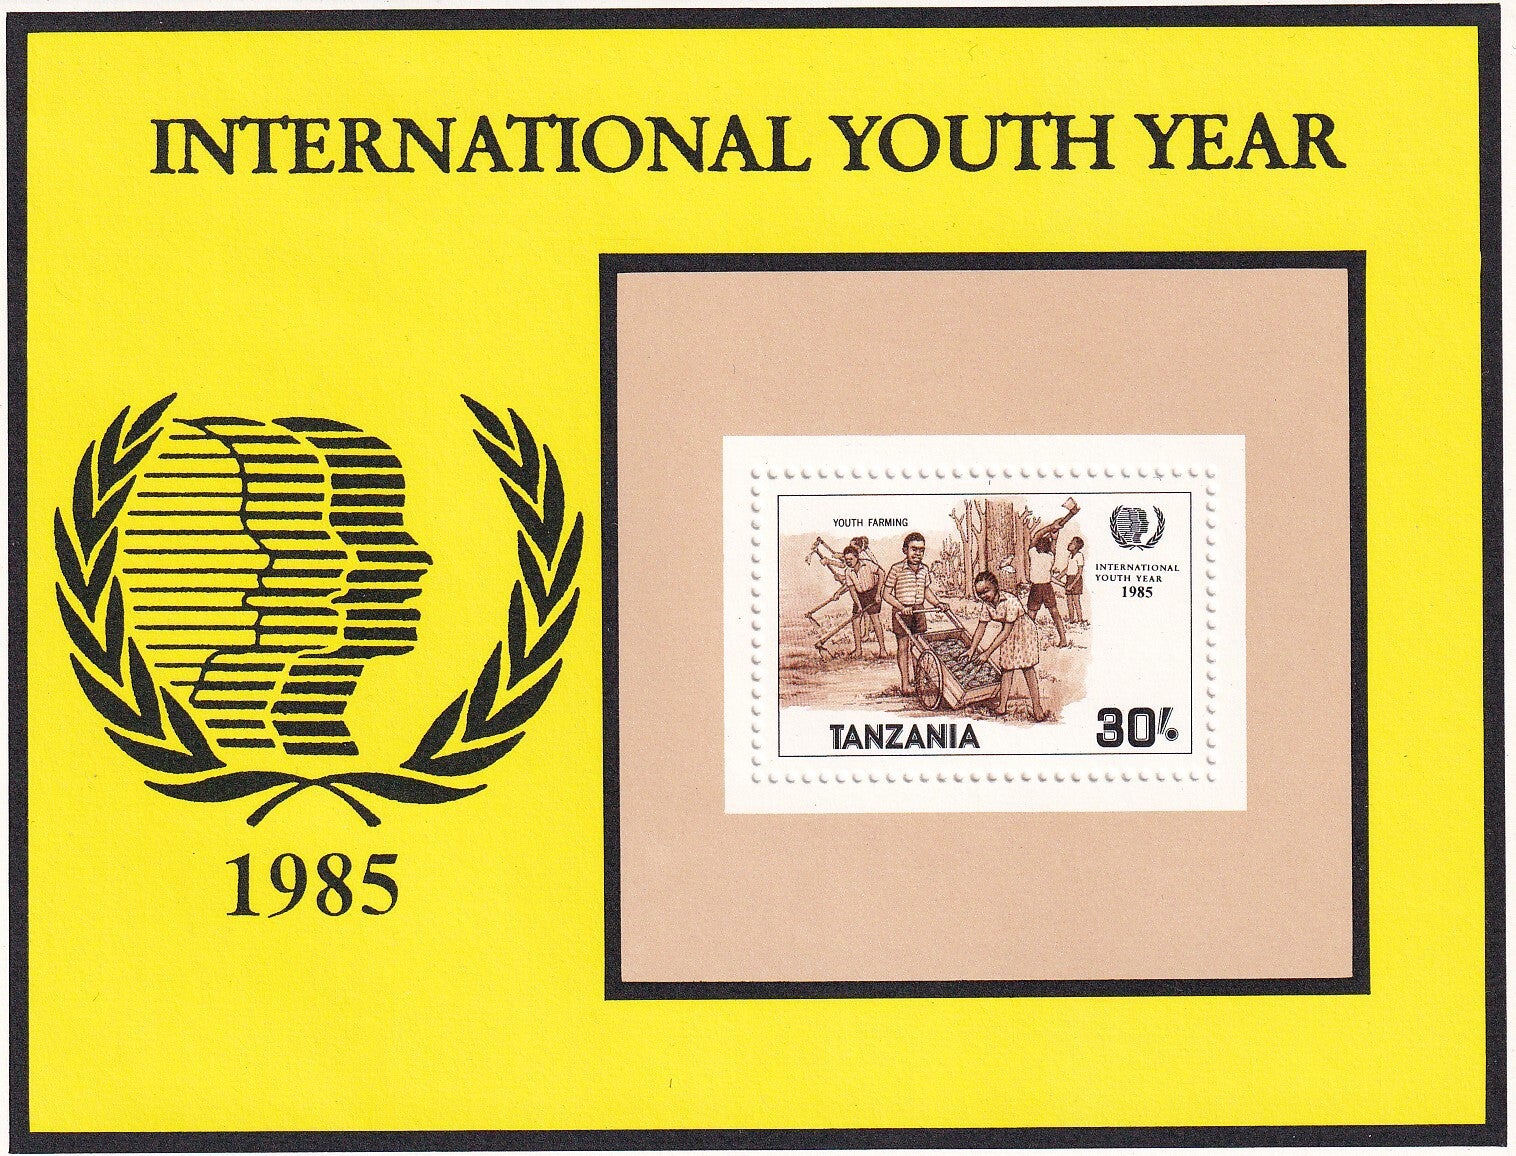 INTERNATIONAL YOUTH YEAR
YOUTH FARMING
INTERNATIONAL
YOUTH YEAR
1985
TANZANIA
30/.
1985